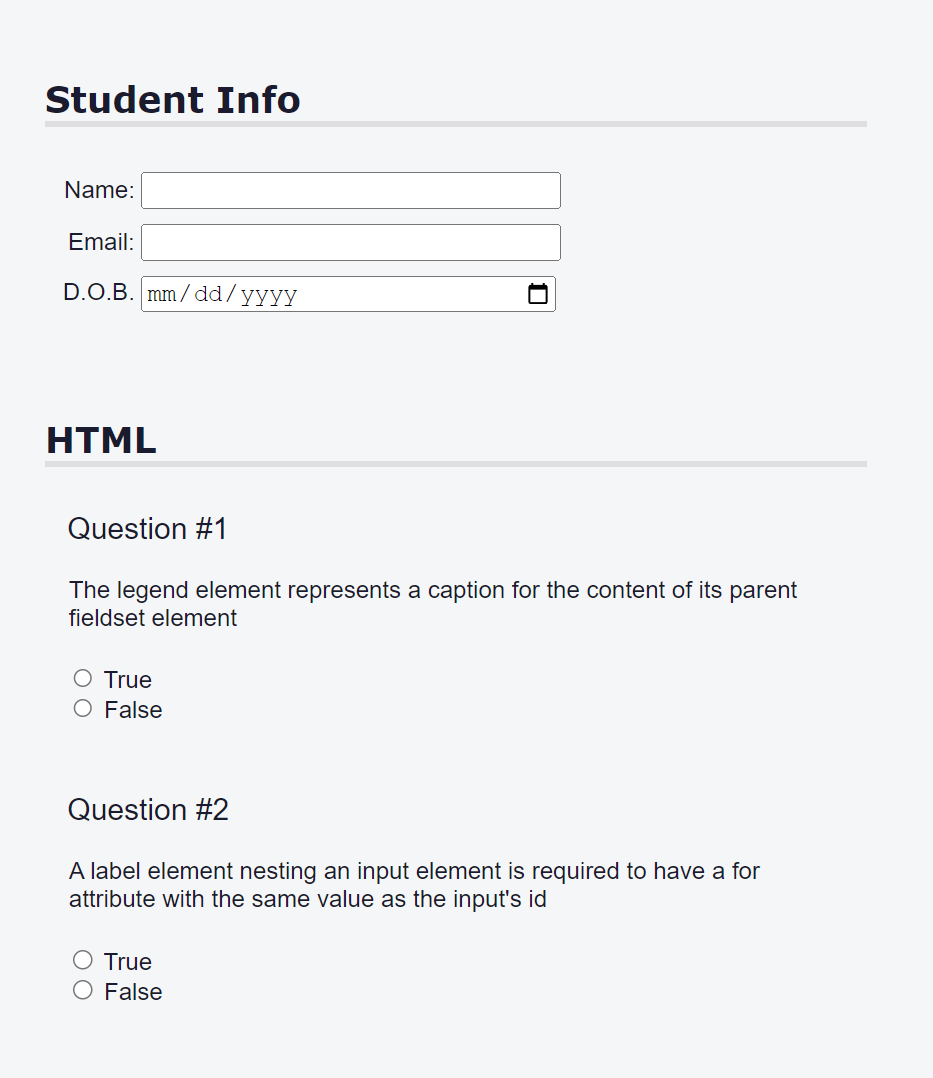 Student Info
Name:
Email:
D.O.B.
mm/dd/yyyy
HTML
Question #1
The legend element represents a caption for the content of its parent
fieldset element
True
False
Question #2
A label element nesting an input element is required to have a for
attribute with the same value as the input's id
True
False